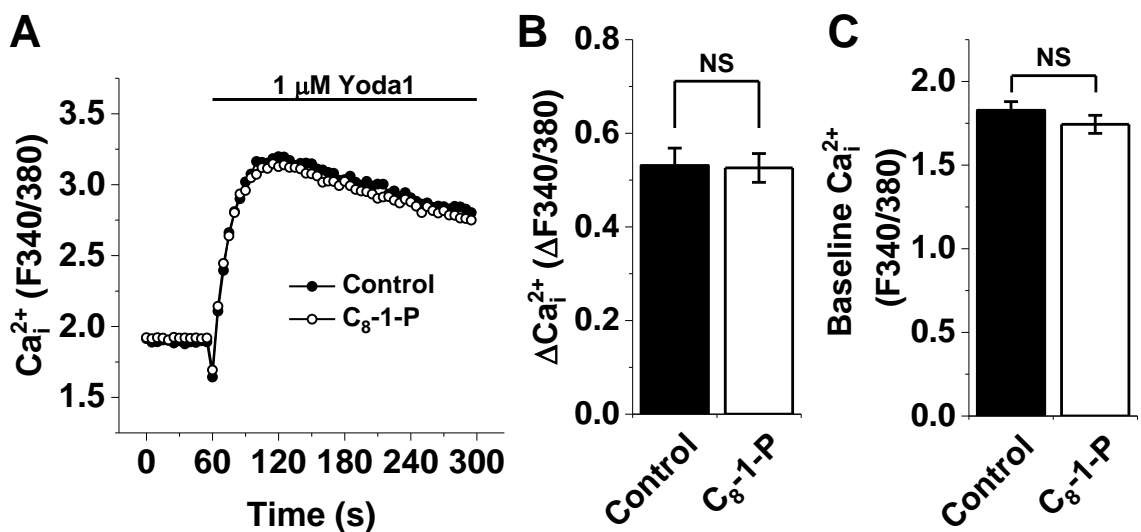 A
1 μM Yoda1
3.5
3.0
2.5
2.0
1.5
Ca²⁺ᵢ (F340/380)
Control
C₈-1-P
0 60 120 180 240 300
Time (s)
B
0.8
0.6
0.4
0.2
0.0
ΔCa²⁺ᵢ (ΔF340/380)
NS
Control
C₈-1-P
C
2.0
1.5
1.0
0.5
0.0
Baseline Ca²⁺ᵢ
(F340/380)
NS
Control
C₈-1-P